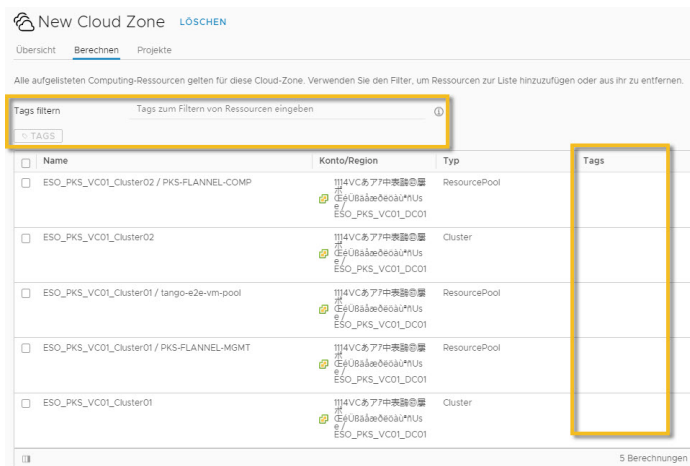 New Cloud Zone LÖSCHEN
Übersicht Berechnen Projekte
Alle aufgelisteten Computing-Ressourcen gelten für diese Cloud-Zone. Verwenden Sie den Filter, um Ressourcen zur Liste hinzuzufügen oder aus ihr zu entfernen.
Tags filtern Tags zum Filtern von Ressourcen eingeben
TAGS
Name Konto/Region Typ Tags
ESO_PKS_VC01_Cluster02 / PKS-FLANNEL-COMP ResourcePool
ESO_PKS_VC01_DC01
ESO_PKS_VC01_Cluster02 Cluster
ESO_PKS_VC01_DC01
ESO_PKS_VC01_Cluster01 / tango-e2e-vm-pool ResourcePool
ESO_PKS_VC01_DC01
ESO_PKS_VC01_Cluster01 / PKS-FLANNEL-MGMT ResourcePool
ESO_PKS_VC01_DC01
ESO_PKS_VC01_Cluster01 Cluster
ESO_PKS_VC01_DC01
5 Berechnungen